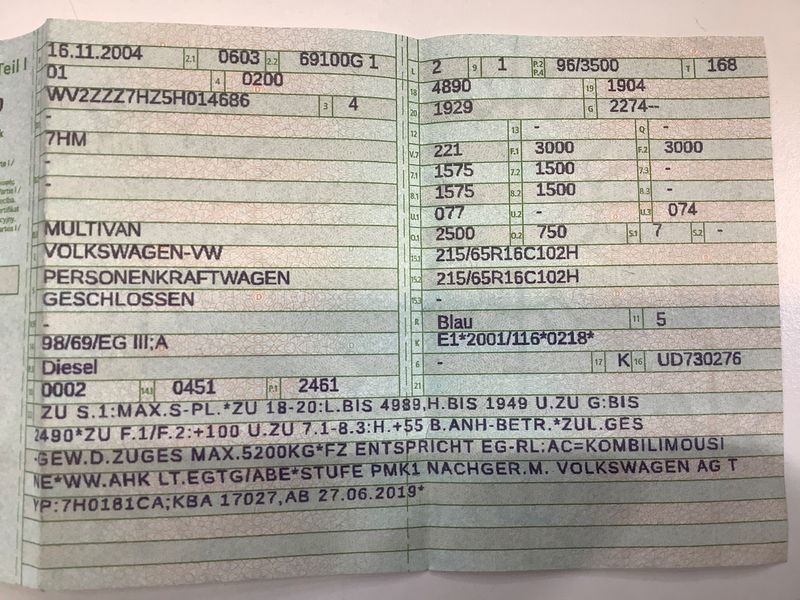 Teil I
16.11.2004 2.1 0603 2.2 69100G 1
01 4 0200
WV2ZZZ7HZ5H014686 3 4
-
7HM
-
-
MULTIVAN
VOLKSWAGEN-VW
PERSONENKRAFTWAGEN
GESCHLOSSEN
-
98/69/EG III;A
Diesel
0002 14.1 0451 P.1 2461
L 2 9 1 P.2 P.4 96/3500 T 168
18 4890 19 1904
20 1929 G 2274--
12 - 13 - Q -
V.7 221 F.1 3000 F.2 3000
7.1 1575 7.2 1500 7.3 -
8.1 1575 8.2 1500 8.3 -
U.1 077 U.2 - U.3 074
O.1 2500 O.2 750 S.1 7 S.2 -
15.1 215/65R16C102H
15.2 215/65R16C102H
15.3 -
R Blau 11 5
K E1*2001/116*0218*
6 - 17 K 16 UD730276
21
ZU S.1:MAX.S-PL.*ZU 18-20:L.BIS 4989,H.BIS 1949 U.ZU G:BIS
2490*ZU F.1/F.2:+100 U.ZU 7.1-8.3:H.+55 B.ANH-BETR.*ZUL.GES
-GEW.D.ZUGES MAX.5200KG*FZ ENTSPRICHT EG-RL:AC=KOMBILIMOUSI
NE*WW.AHK LT.EGTG/ABE*STUFE PMK1 NACHGER.M. VOLKSWAGEN AG T
YP:7H0181CA;KBA 17027,AB 27.06.2019*